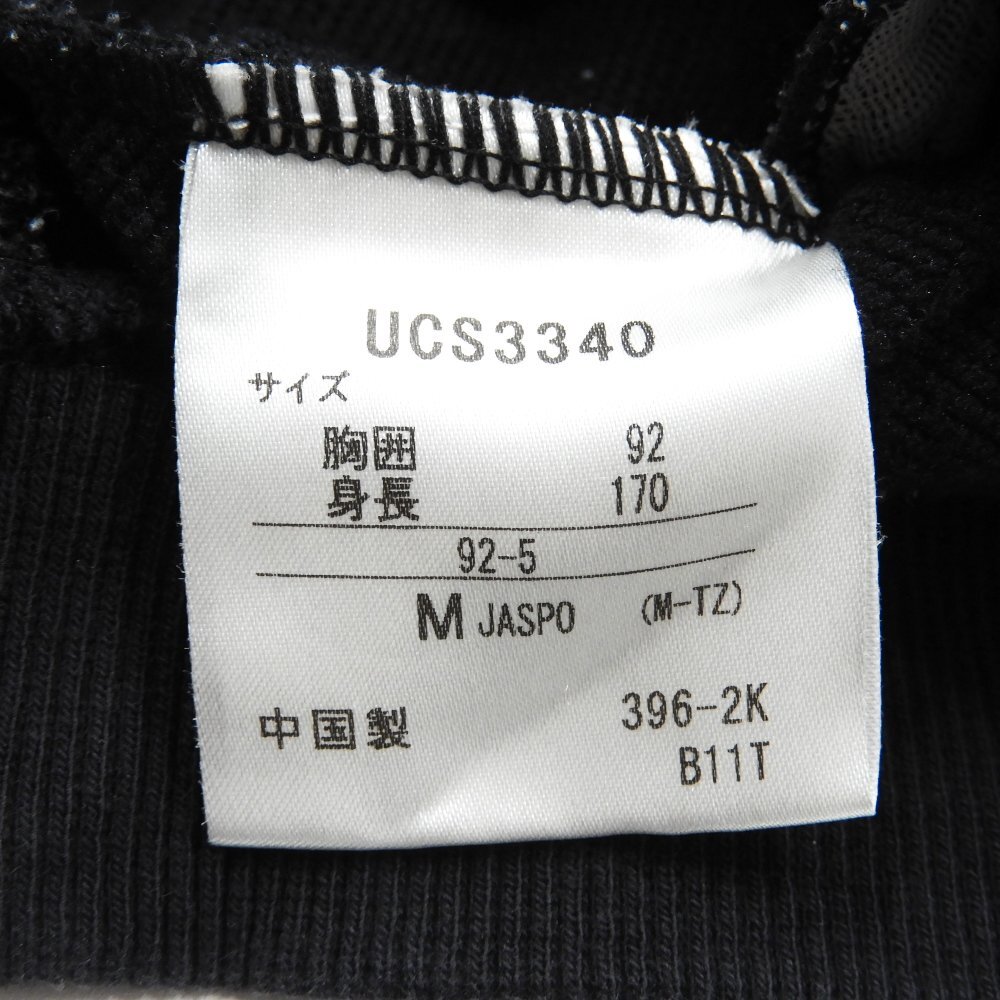 UCS3340
サイズ
胸囲 92
身長 170
92-5
M JASPO (M-TZ)
中国製 396-2K
B11T